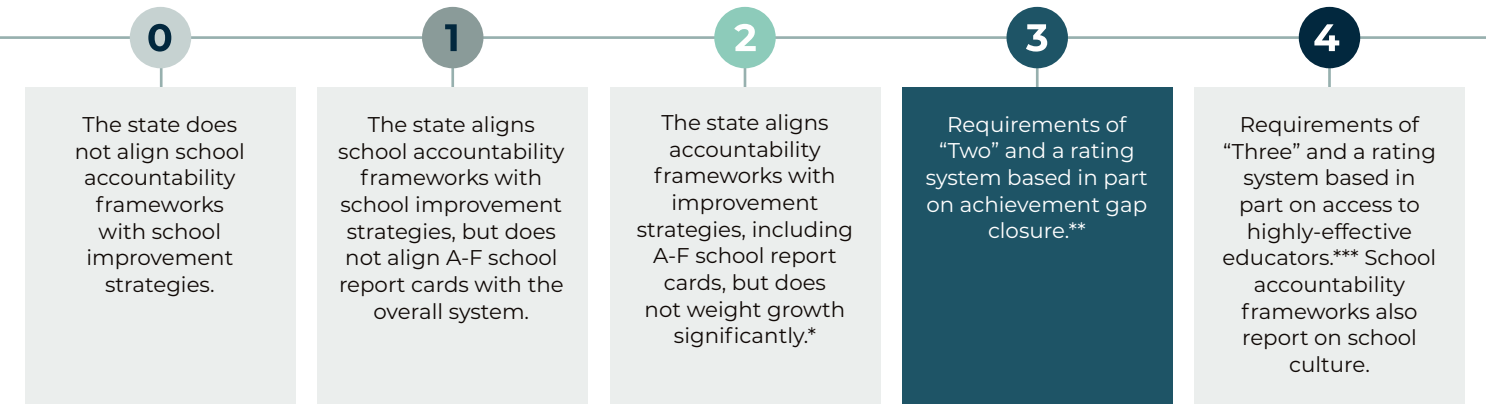 0
The state does
not align school
accountability
frameworks
with school
improvement
strategies.
1
The state aligns
school accountability
frameworks with
school improvement
strategies, but does
not align A-F school
report cards with the
overall system.
2
The state aligns
accountability
frameworks with
improvement
strategies, including
A-F school report
cards, but does
not weight growth
significantly.*
3
Requirements of
“Two” and a rating
system based in part
on achievement gap
closure.**
4
Requirements of
“Three” and a rating
system based in
part on access to
highly-effective
educators.*** School
accountability
frameworks also
report on school
culture.